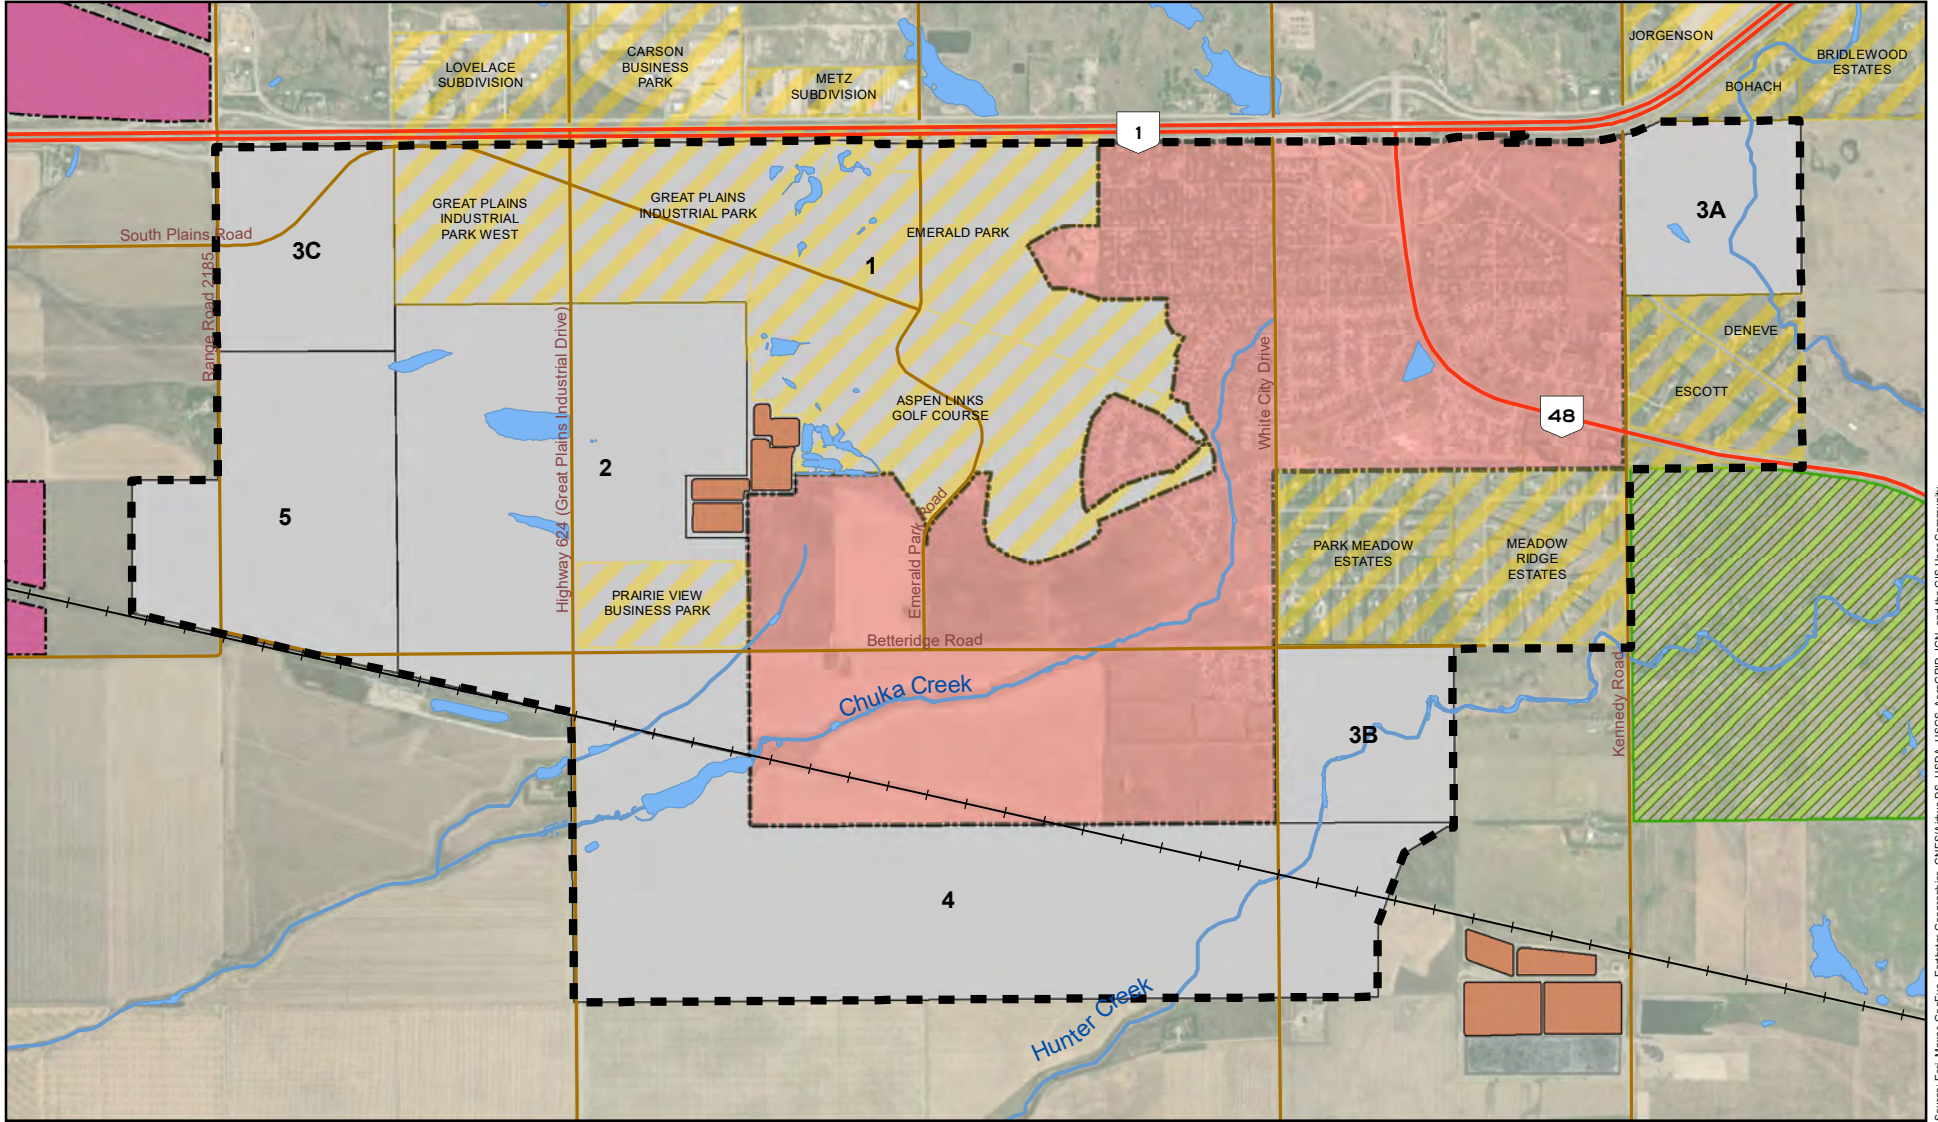 JORGENSON
BRIDLEWOOD
ESTATES
BOHACH
LOVELACE
SUBDIVISION
CARSON
BUSINESS
PARK
METZ
SUBDIVISION
1
3A
GREAT PLAINS
INDUSTRIAL
PARK WEST
GREAT PLAINS
INDUSTRIAL PARK
EMERALD PARK
South Plains Road
3C
1
Range Road 2185
DENEVE
ESCOTT
Highway 624 (Great Plains Industrial Drive)
White City Drive
ASPEN LINKS
GOLF COURSE
48
2
5
Emerald Park Road
PARK MEADOW
ESTATES
MEADOW
RIDGE
ESTATES
PRAIRIE VIEW
BUSINESS PARK
Betteridge Road
Chuka Creek
Kennedy Road
3B
4
Hunter Creek